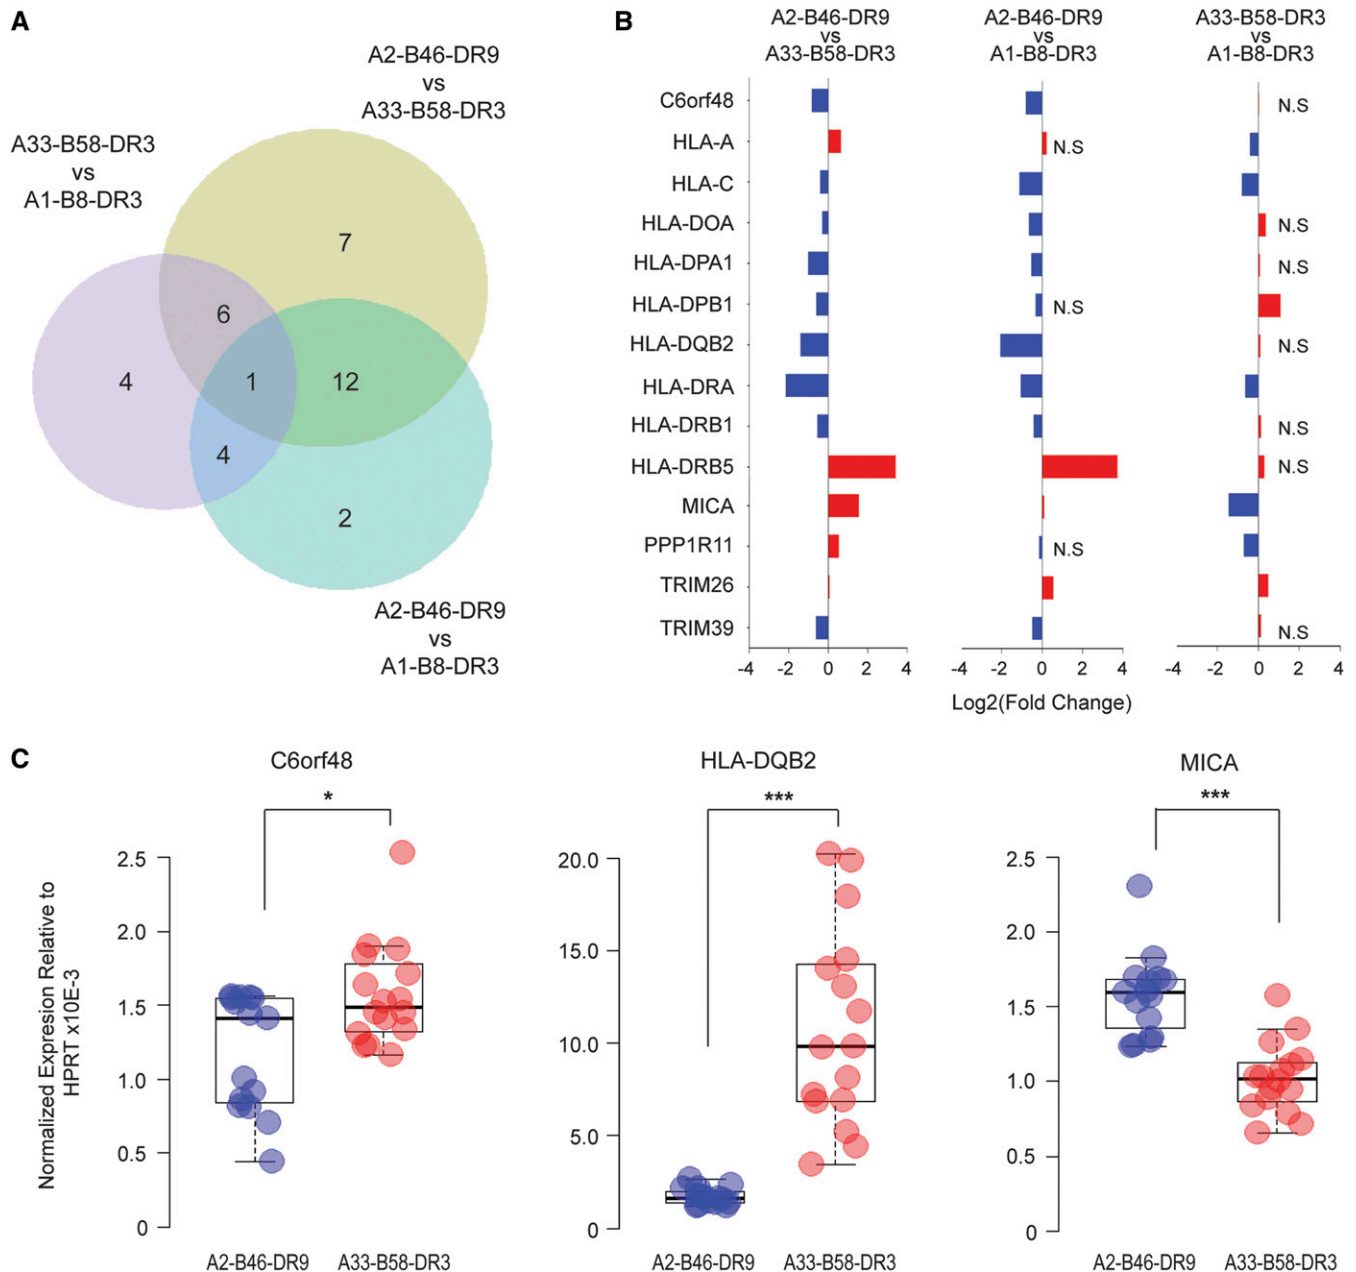 A
A2-B46-DR9
vs
A33-B58-DR3
A33-B58-DR3
vs
A1-B8-DR3
7
6
4
1
12
4
2
A2-B46-DR9
vs
A1-B8-DR3
B
A2-B46-DR9
vs
A33-B58-DR3
A2-B46-DR9
vs
A1-B8-DR3
A33-B58-DR3
vs
A1-B8-DR3
C6orf48 N.S
HLA-A N.S
HLA-C
HLA-DOA N.S
HLA-DPA1 N.S
HLA-DPB1 N.S
HLA-DQB2 N.S
HLA-DRA
HLA-DRB1 N.S
HLA-DRB5 N.S
MICA
PPP1R11 N.S
TRIM26
TRIM39 N.S
-4 -2 0 2 4 -4 -2 0 2 4 -4 -2 0 2 4
Log2(Fold Change)
C
Normalized Expresion Relative to
HPRT x10E-3
C6orf48
*
2.5
2.0
1.5
1.0
0.5
0
A2-B46-DR9 A33-B58-DR3
HLA-DQB2
***
20.0
15.0
10.0
5.0
0
A2-B46-DR9 A33-B58-DR3
MICA
***
2.5
2.0
1.5
1.0
0.5
0
A2-B46-DR9 A33-B58-DR3